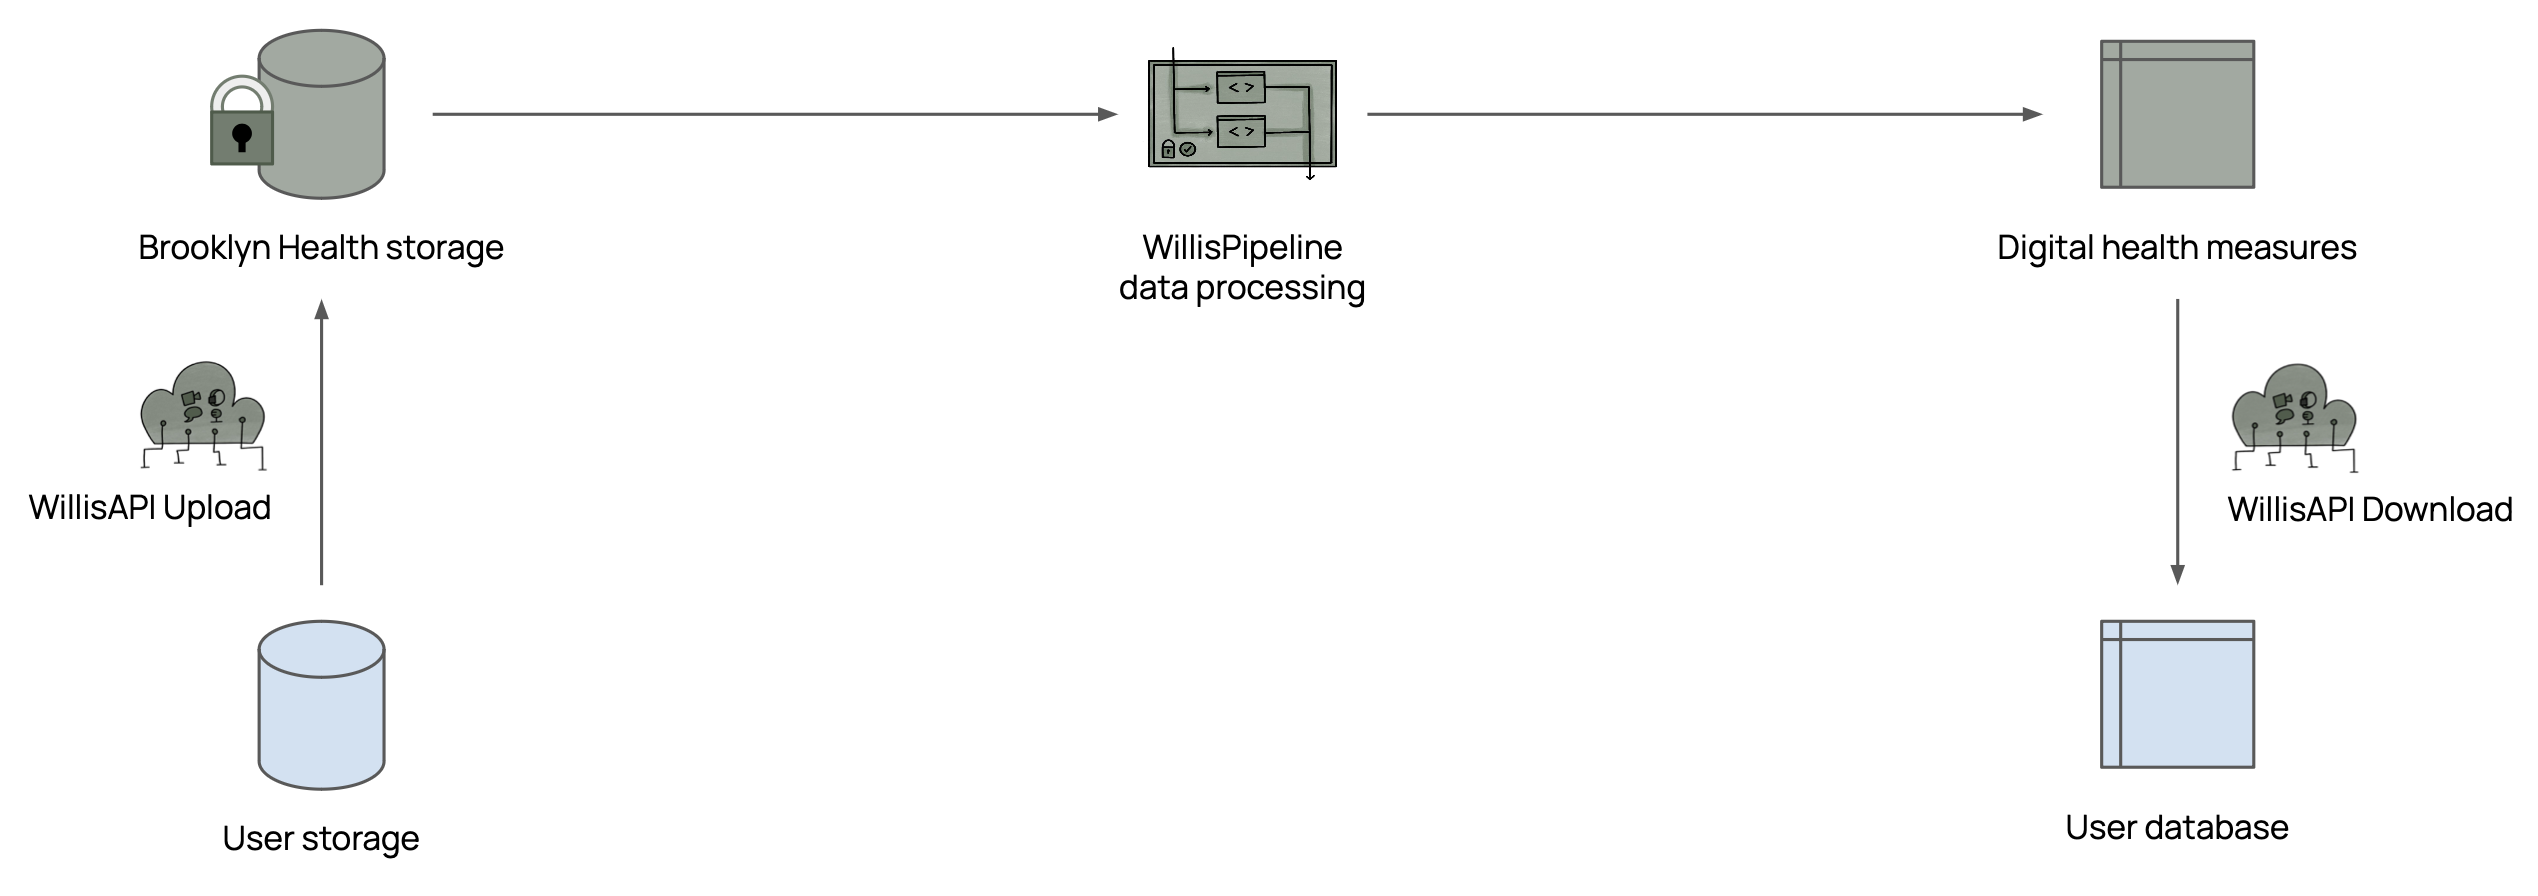 Brooklyn Health storage
WillisPipeline
data processing
Digital health measures
WillisAPI Upload
WillisAPI Download
User storage
User database